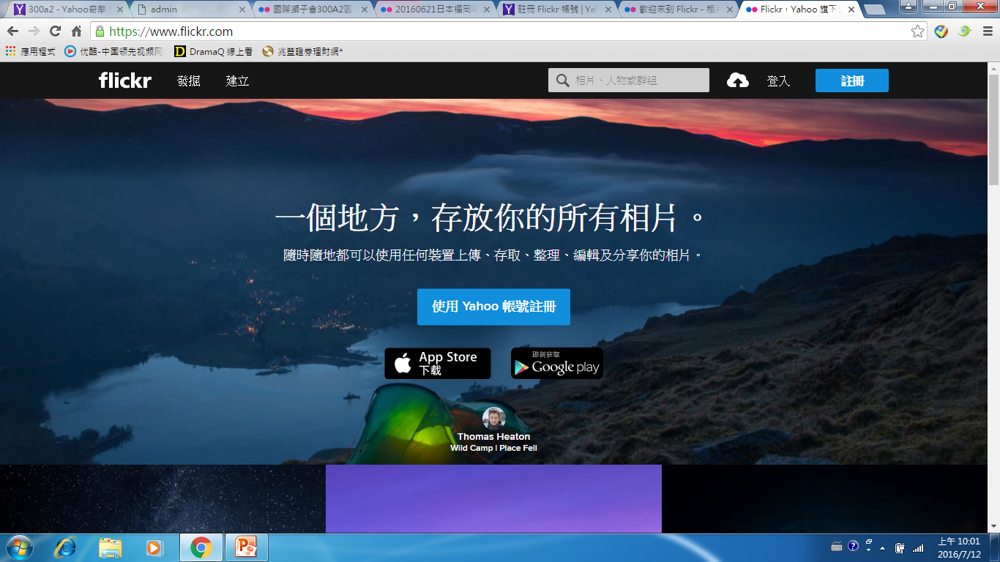 300a2 - Yahoo奇摩
admin
國際獅子會300A2區
20160621日本福岡年
註冊 Flickr 帳號 | Yal
歡迎來到 Flickr - 相片
Flickr，Yahoo 旗下
https://www.flickr.com
應用程式
优酷-中国领先视频网
DramaQ 線上看
兆豐證券理財網*
flickr
發掘
建立
相片、人物或群組
登入
註冊
一個地方，存放你的所有相片。
隨時隨地都可以使用任何裝置上傳、存取、整理、編輯及分享你的相片。
使用 Yahoo 帳號註冊
App Store
下载
即刻获取
Google play
Thomas Heaton
Wild Camp | Place Fell
上午 10:01
2016/7/12